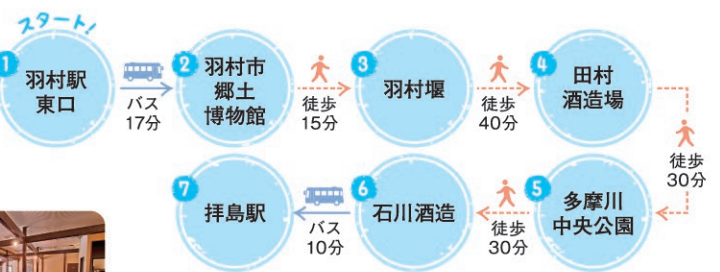 スタート!
1
羽村駅
東口
バス
17分
2
羽村市
郷土
博物館
徒歩
15分
3
羽村堰
徒歩
40分
4
田村
酒造場
徒歩
30分
5
多摩川
中央公園
徒歩
30分
6
石川酒造
バス
10分
7
拝島駅